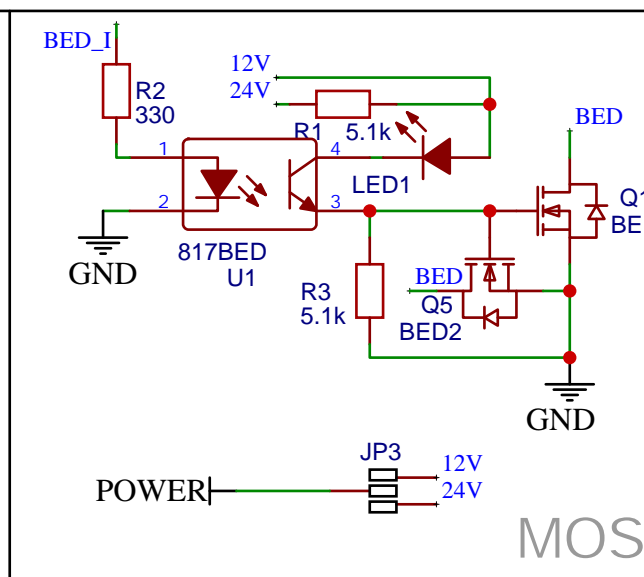 BED_I
R2
330
12V
24V
R1
5.1k
BED
1
4
LED1
Q1
BE
2
3
GND
817BED
U1
R3
5.1k
BED
Q5
BED2
GND
JP3
12V
24V
POWER
MOS